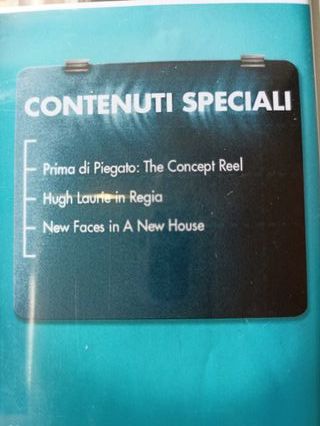 CONTENUTI SPECIALI
Prima di Piegato: The Concept Reel
Hugh Laurie in Regia
New Faces in A New House